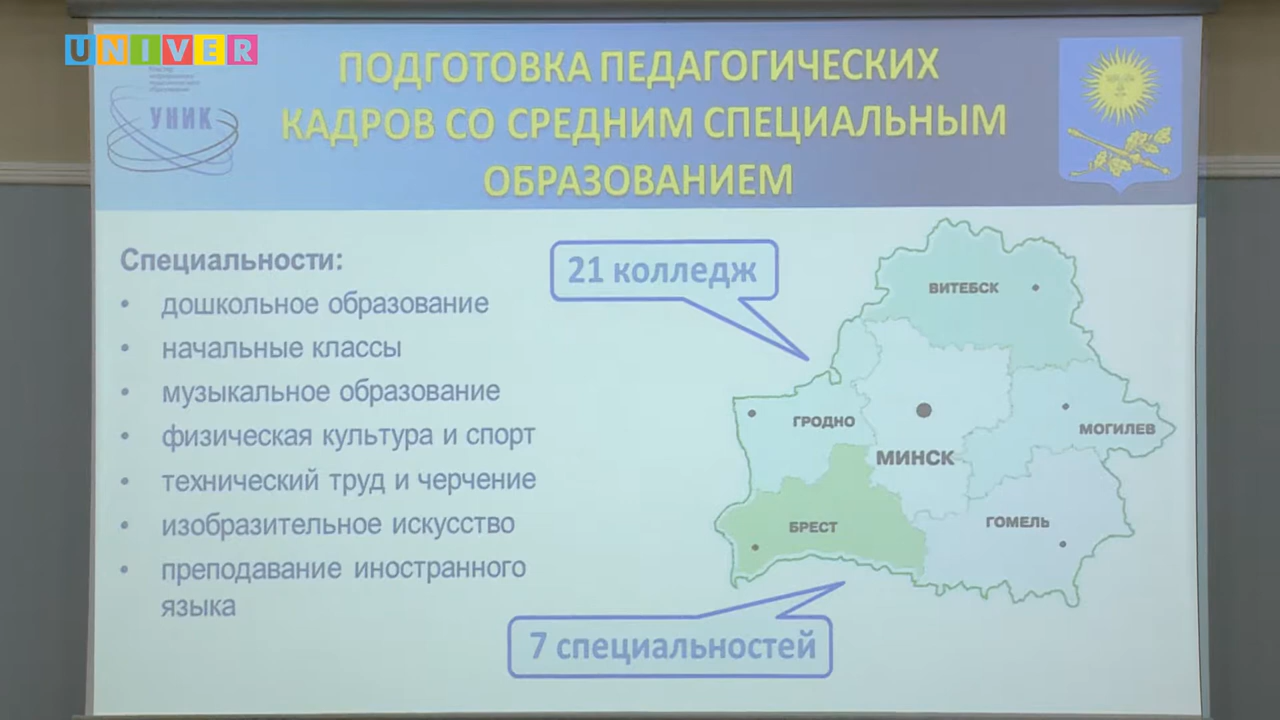 UNIVER
УНИК
ПОДГОТОВКА ПЕДАГОГИЧЕСКИХ
КАДРОВ СО СРЕДНИМ СПЕЦИАЛЬНЫМ
ОБРАЗОВАНИЕМ
Специальности:
• дошкольное образование
• начальные классы
• музыкальное образование
• физическая культура и спорт
• технический труд и черчение
• изобразительное искусство
• преподавание иностранного
языка
21 колледж
ВИТЕБСК
ГРОДНО
МОГИЛЕВ
МИНСК
БРЕСТ
ГОМЕЛЬ
7 специальностей